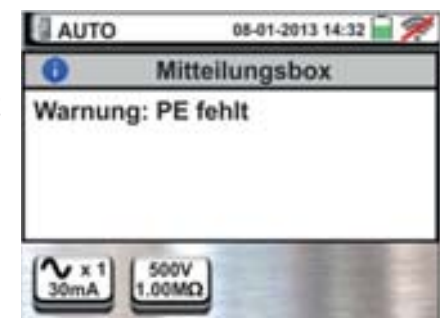 AUTO 08-01-2013 14:32
Mitteilungsbox
Warnung: PE fehlt
x 1 500V
30mA 1.00MΩ